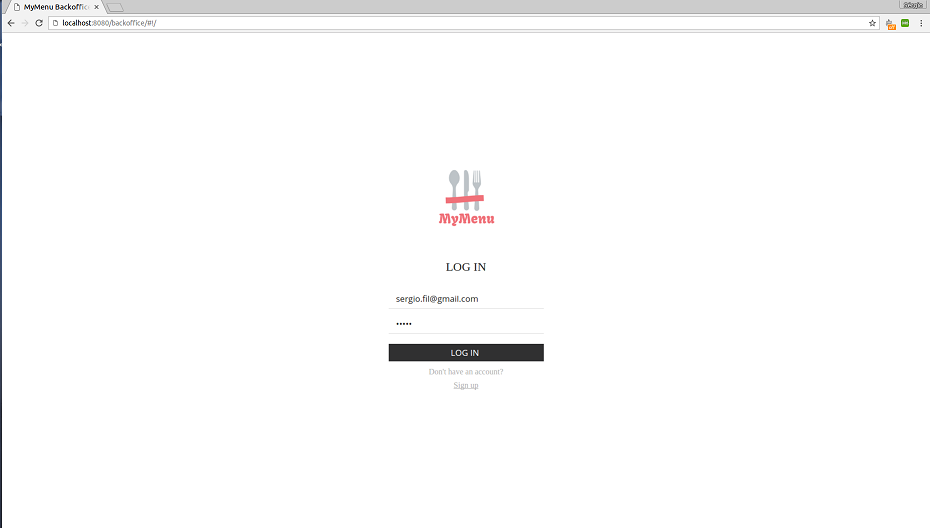 MyMenu Backoffic
Sérgio
localhost:8080/backoffice/#!/
MyMenu
LOG IN
sergio.fil@gmail.com
•••••
LOG IN
Don't have an account?
Sign up